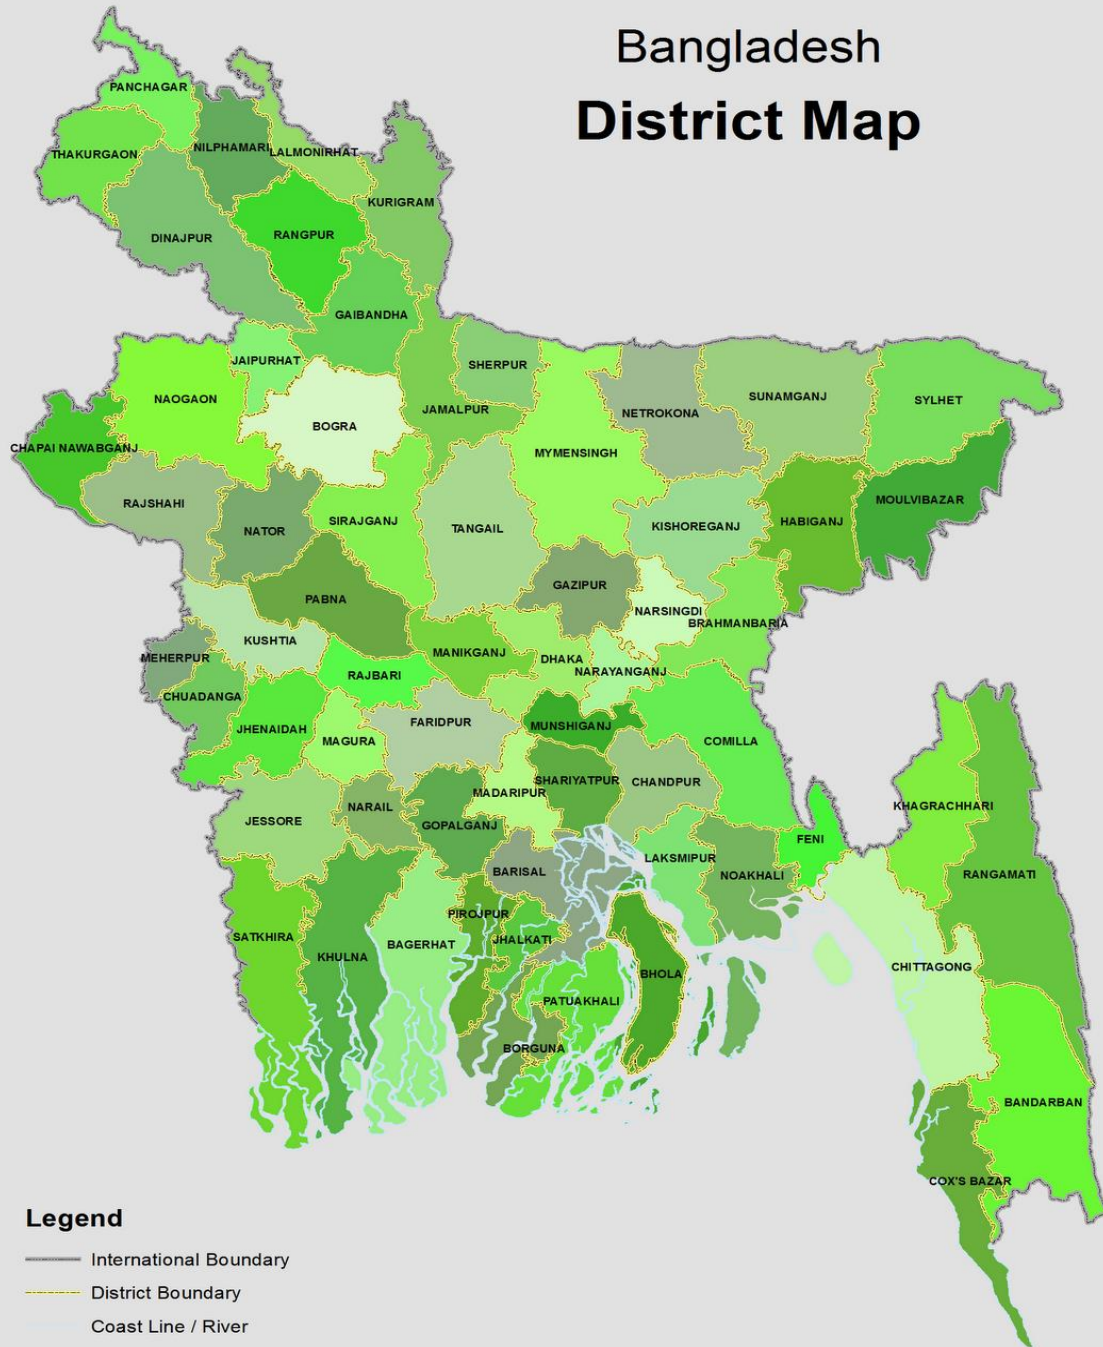 Bangladesh
District Map
PANCHAGAR
THAKURGAON
NILPHAMARI
LALMONIRHAT
KURIGRAM
DINAJPUR
RANGPUR
GAIBANDHA
JAIPURHAT
SHERPUR
NAOGAON
BOGRA
JAMALPUR
NETROKONA
SUNAMGANJ
SYLHET
CHAPAI NAWABGANJ
MYMENSINGH
RAJSHAHI
NATOR
SIRAJGANJ
TANGAIL
KISHOREGANJ
HABIGANJ
MOULVIBAZAR
PABNA
GAZIPUR
NARSINGDI
BRAHMANBARIA
KUSHTIA
MEHERPUR
RAJBARI
MANIKGANJ
DHAKA
NARAYANGANJ
CHUADANGA
JHENAIDAH
MAGURA
FARIDPUR
MUNSHIGANJ
COMILLA
SHARIYATPUR
CHANDPUR
MADARIPUR
NARAIL
JESSORE
GOPALGANJ
KHAGRACHHARI
FENI
LAKSMIPUR
NOAKHALI
BARISAL
RANGAMATI
PIROJPUR
JHALKATI
SATKHIRA
KHULNA
BAGERHAT
BHOLA
CHITTAGONG
PATUAKHALI
BORGUNA
BANDARBAN
COX'S BAZAR
Legend
International Boundary
District Boundary
Coast Line / River